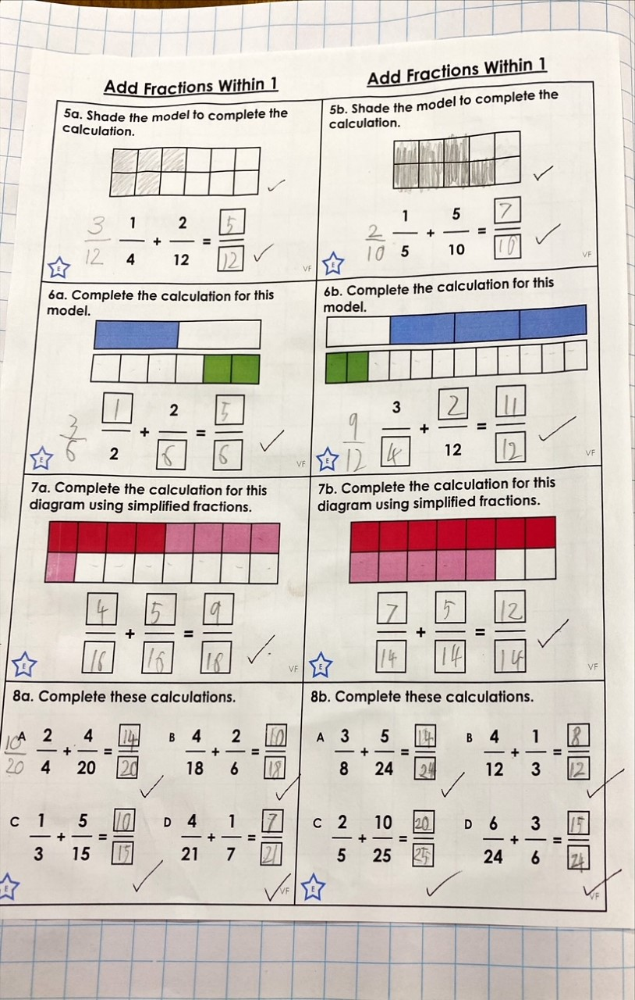 Add Fractions Within 1
5a. Shade the model to complete the
calculation.
3 1 2 5
+ =
12 4 12 12
E
VF
Add Fractions Within 1
5b. Shade the model to complete the
calculation.
2 1 5 7
+ =
10 5 10 10
E
VF
6a. Complete the calculation for this
model.
3 1 2 5
+ =
6 2 6 6
E
VF
6b. Complete the calculation for this
model.
9 3 2 11
+ =
12 4 12 12
E
VF
7a. Complete the calculation for this
diagram using simplified fractions.
4 5 9
+ =
16 16
E
VF
7b. Complete the calculation for this
diagram using simplified fractions.
7 5 12
+ =
14 14 14
E
VF
8a. Complete these calculations.
10 A 2 4 14 B 4 2 10
+ = + =
20 4 20 20 18 6 18
C 1 5 10 D 4 1 7
+ = + =
3 15 15 21 7 21
E
VF
8b. Complete these calculations.
A 3 5 14 B 4 1 8
+ = + =
8 24 24 12 3 12
C 2 10 20 D 6 3
+ = + =
5 25 25 24 6 24
E
VF